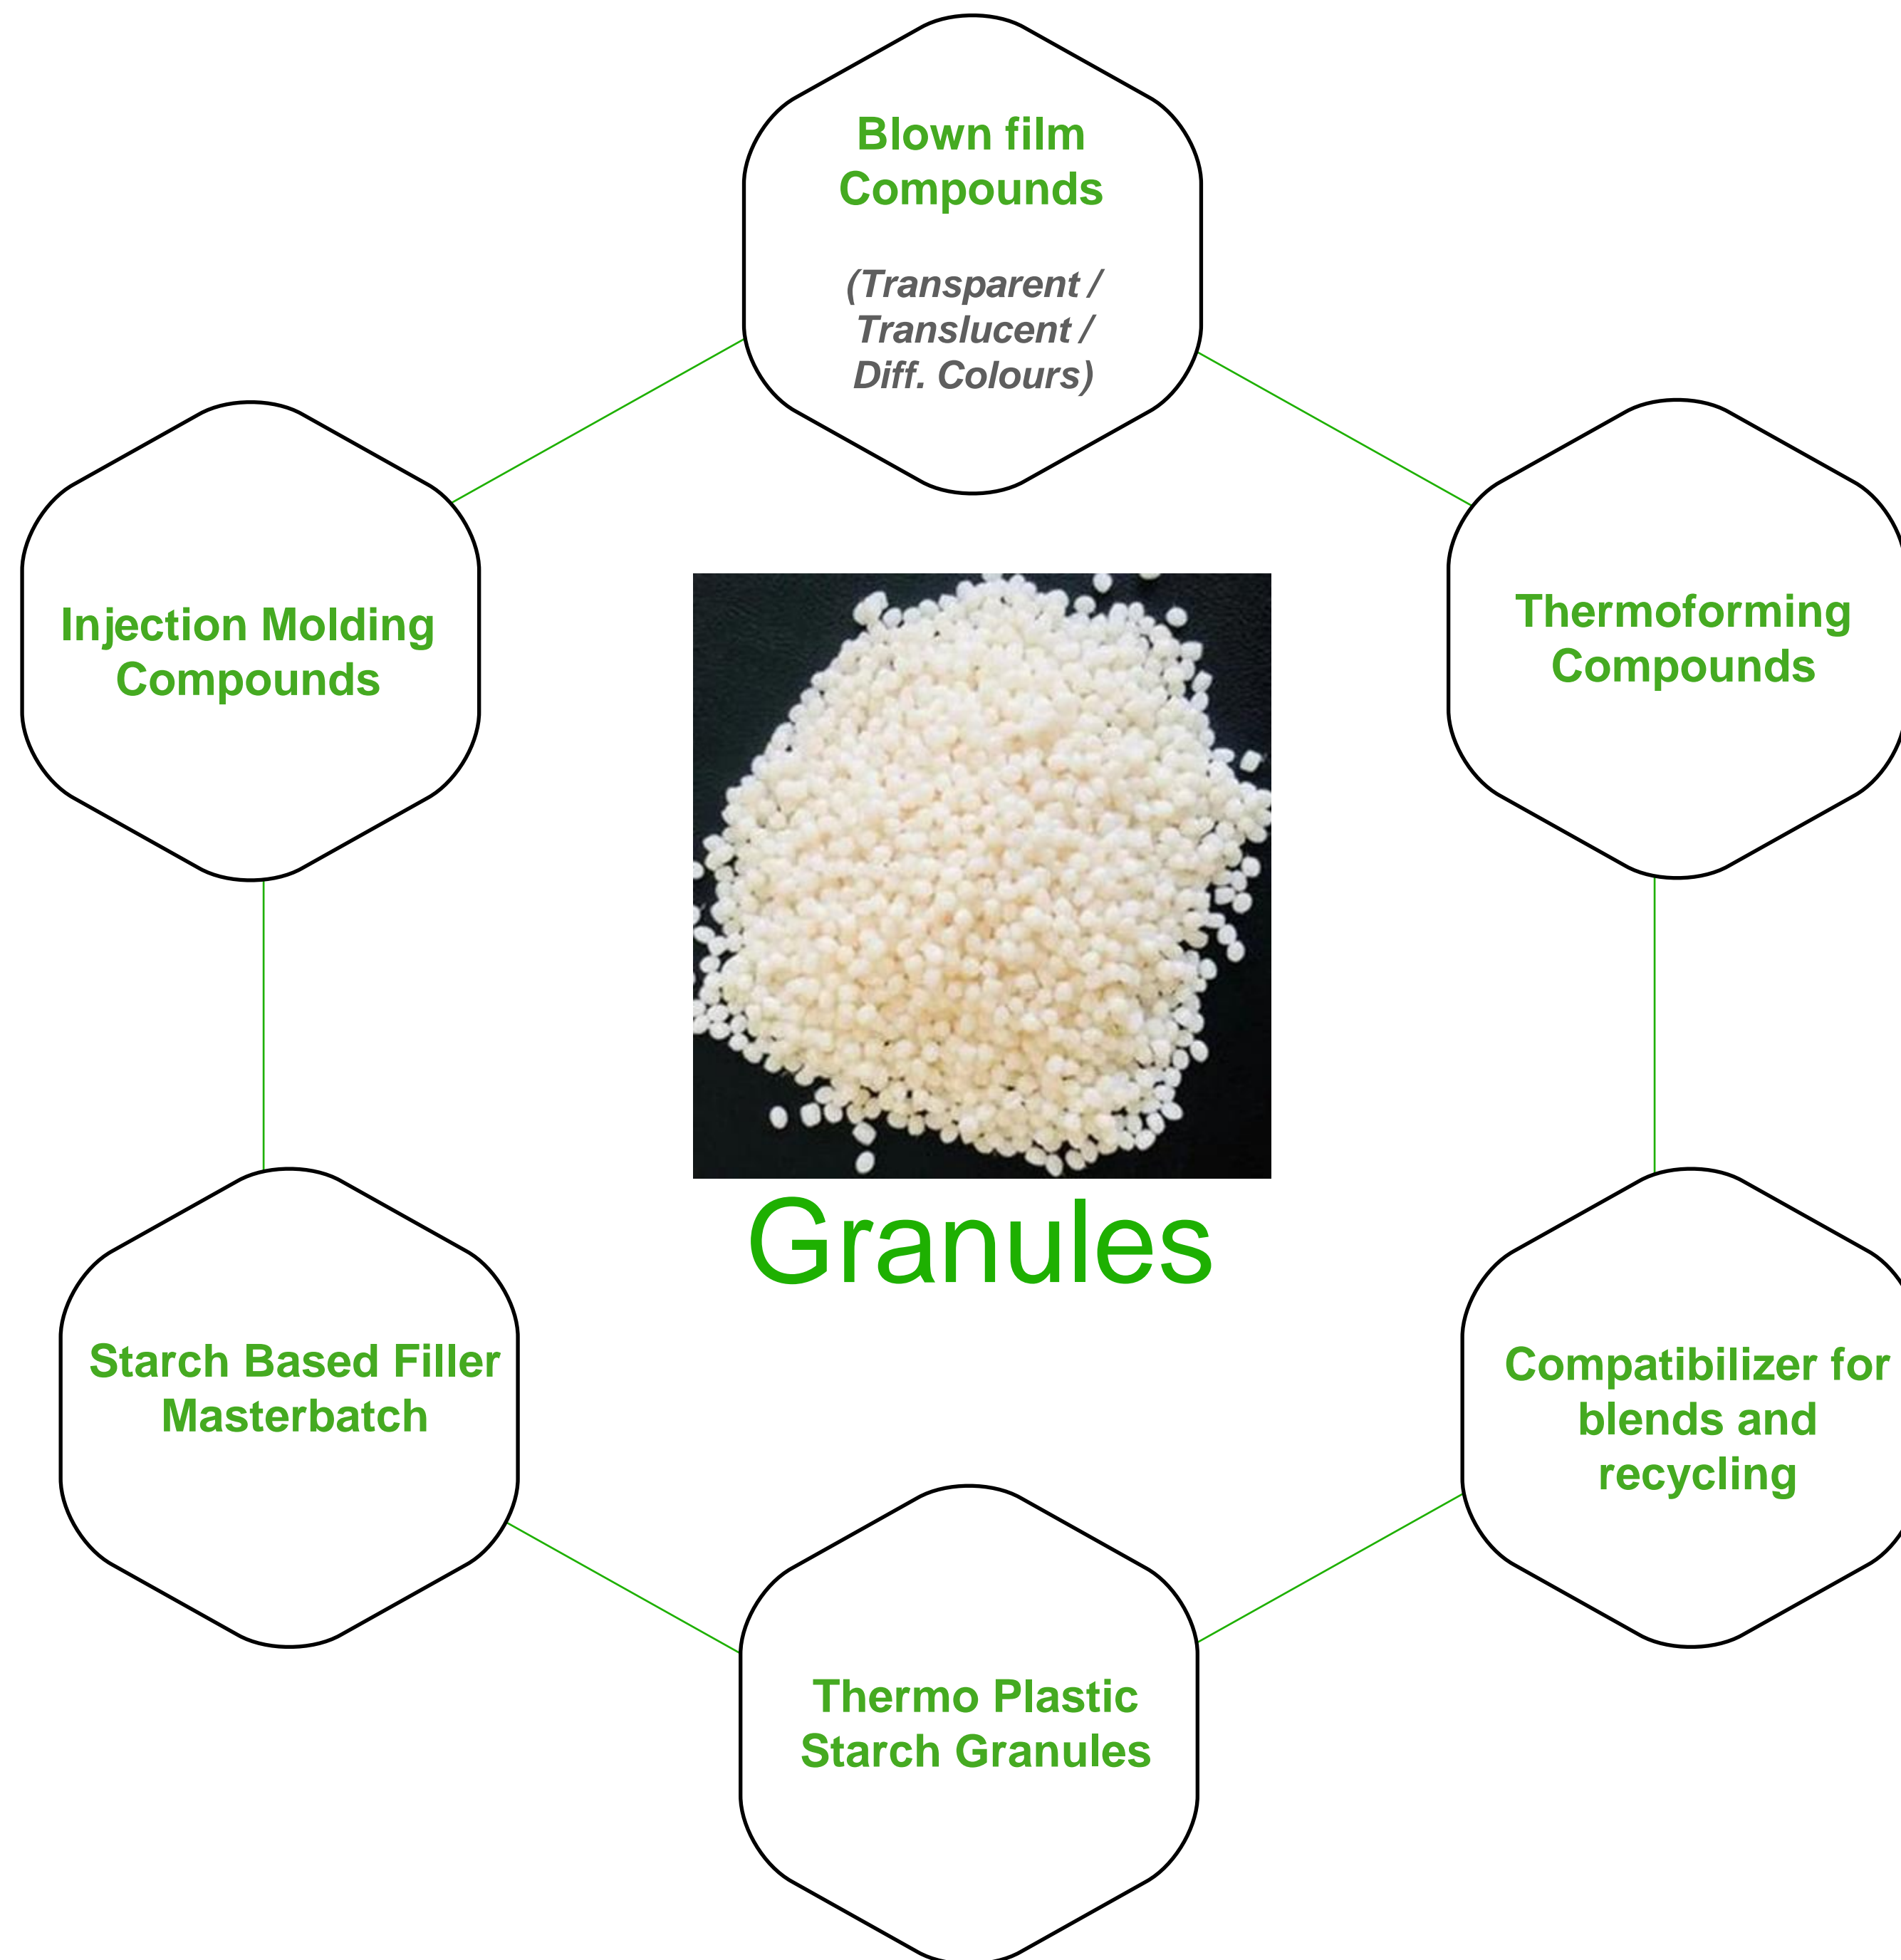 Blown film
Compounds
(Transparent /
Translucent /
Diff. Colours)
Injection Molding
Compounds
Thermoforming
Compounds
Granules
Starch Based Filler
Masterbatch
Compatibilizer for
blends and
recycling
Thermo Plastic
Starch Granules